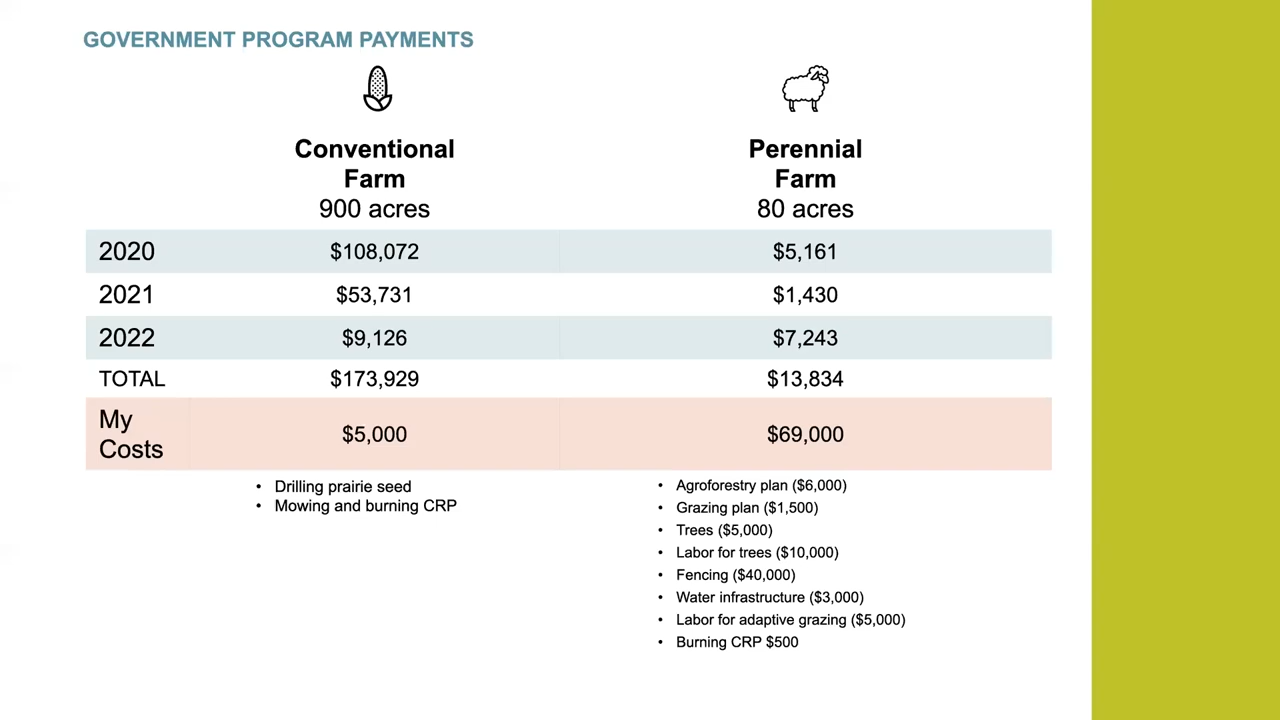 GOVERNMENT PROGRAM PAYMENTS
Conventional
Farm
900 acres
Perennial
Farm
80 acres
2020 $108,072 $5,161
2021 $53,731 $1,430
2022 $9,126 $7,243
TOTAL $173,929 $13,834
My
Costs
$5,000 $69,000
• Drilling prairie seed
• Mowing and burning CRP
• Agroforestry plan ($6,000)
• Grazing plan ($1,500)
• Trees ($5,000)
• Labor for trees ($10,000)
• Fencing ($40,000)
• Water infrastructure ($3,000)
• Labor for adaptive grazing ($5,000)
• Burning CRP $500